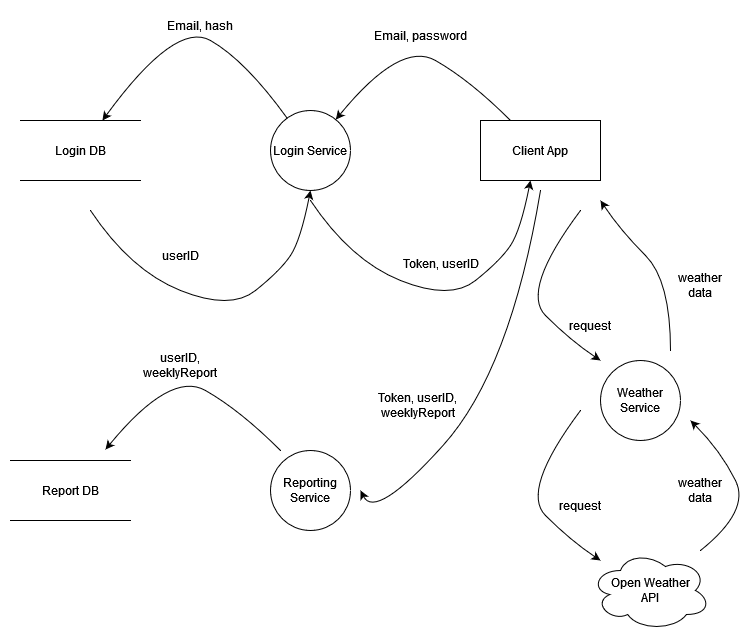 Email, hash
Email, password
Login DB
Login Service
Client App
userID
Token, userID
weather
data
request
userID,
weeklyReport
Token, userID,
weeklyReport
Weather
Service
Report DB
Reporting
Service
request
weather
data
Open Weather
API